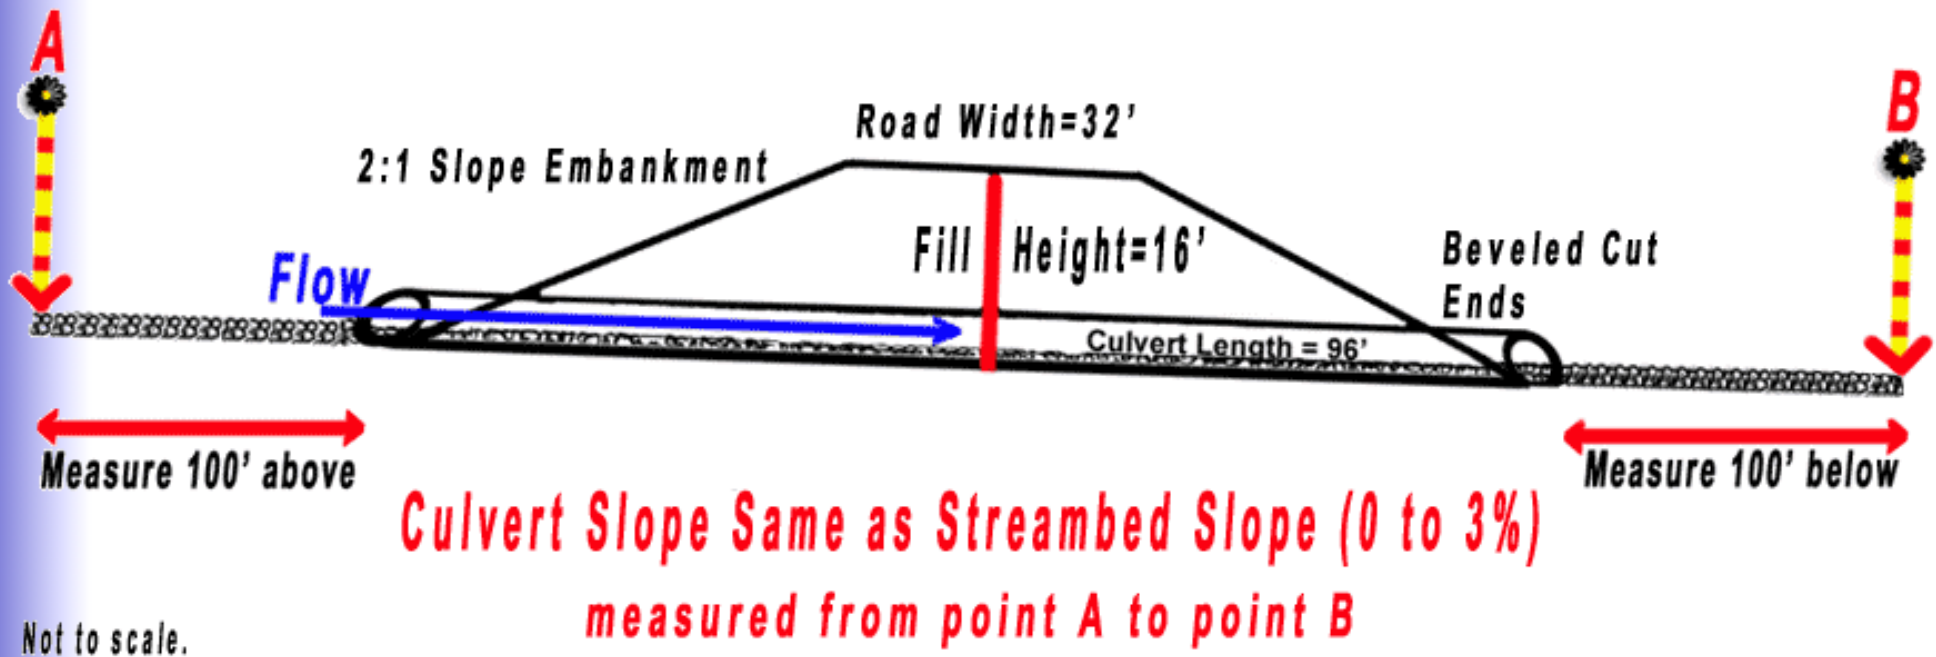 A
B
Road Width=32’
2:1 Slope Embankment
Fill Height=16’
Beveled Cut
Ends
Flow
Culvert Length = 96’
Measure 100’ above
Measure 100’ below
Culvert Slope Same as Streambed Slope (0 to 3%)
measured from point A to point B
Not to scale.